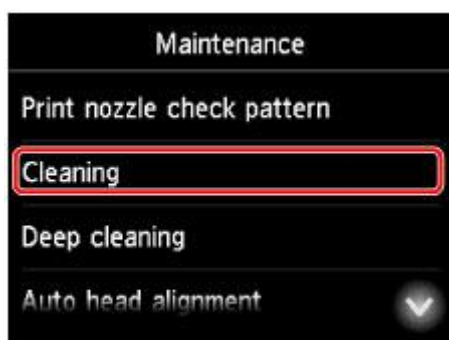 Maintenance
Print nozzle check pattern
Cleaning
Deep cleaning
Auto head alignment